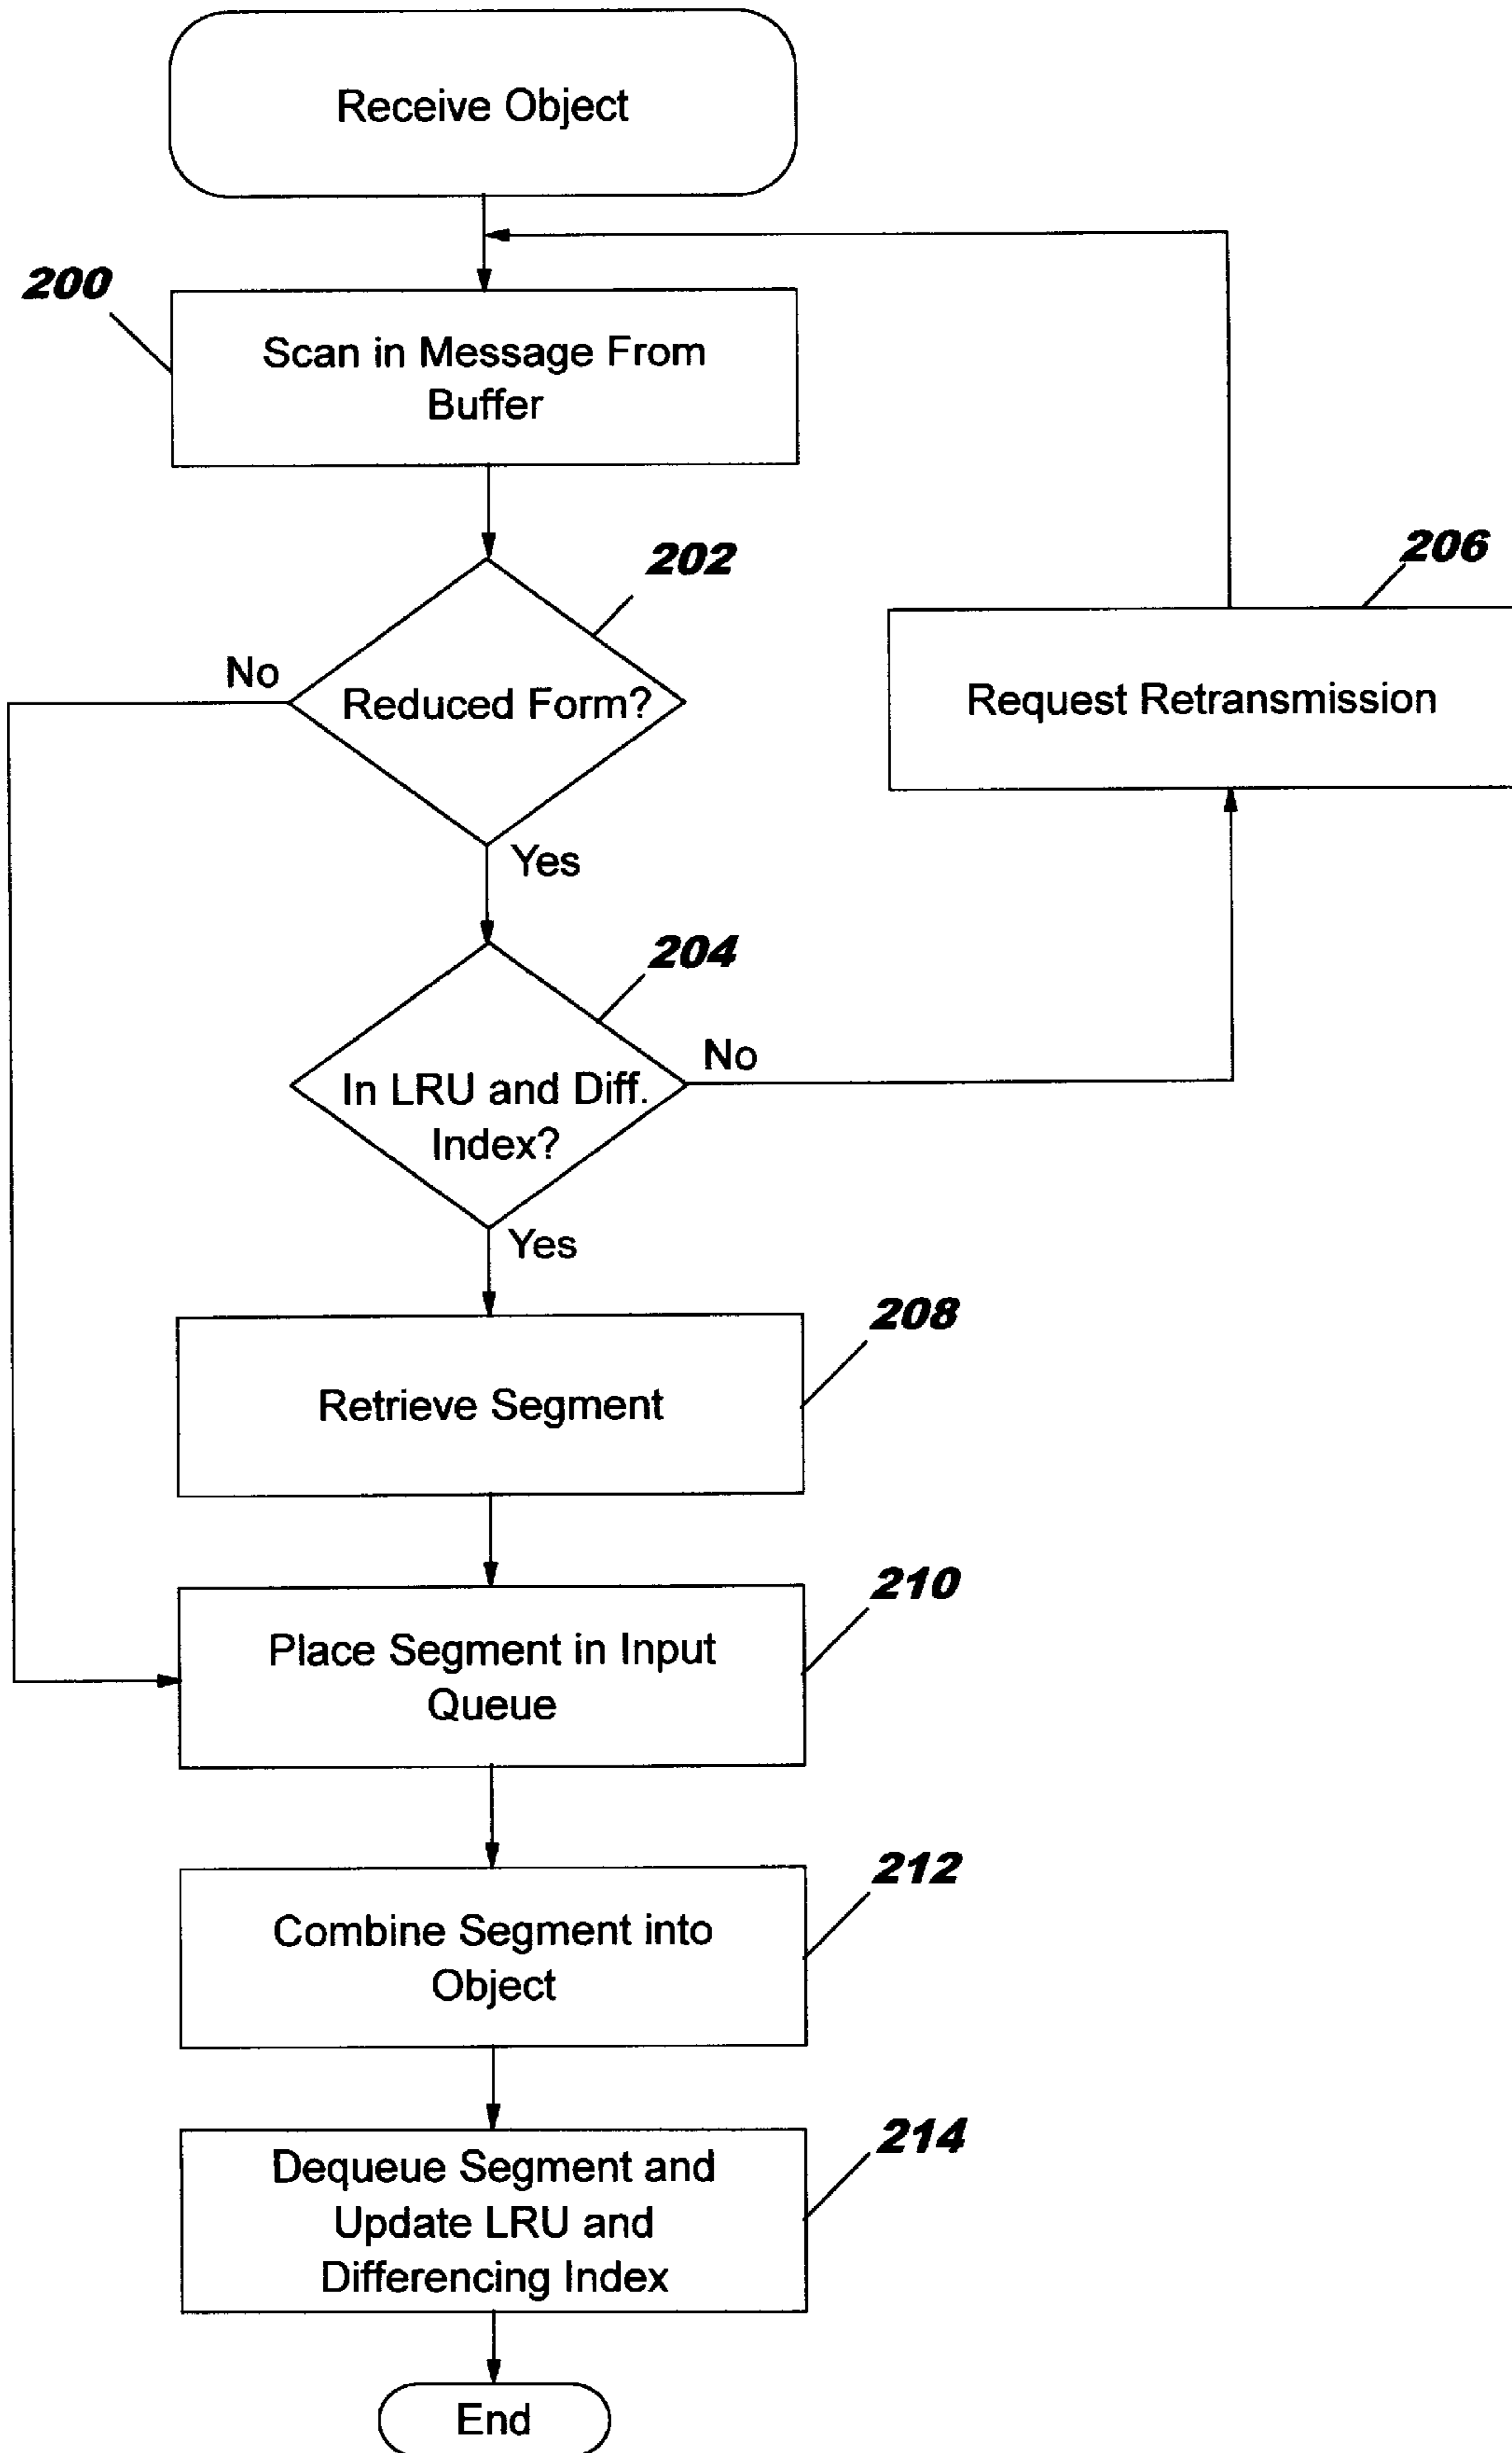 Receive Object
200
Scan in Message From
Buffer
202
206
No
Reduced Form?
Request Retransmission
Yes
204
No
In LRU and Diff.
Index?
Yes
208
Retrieve Segment
210
Place Segment in Input
Queue
212
Combine Segment into
Object
214
Dequeue Segment and
Update LRU and
Differencing Index
End